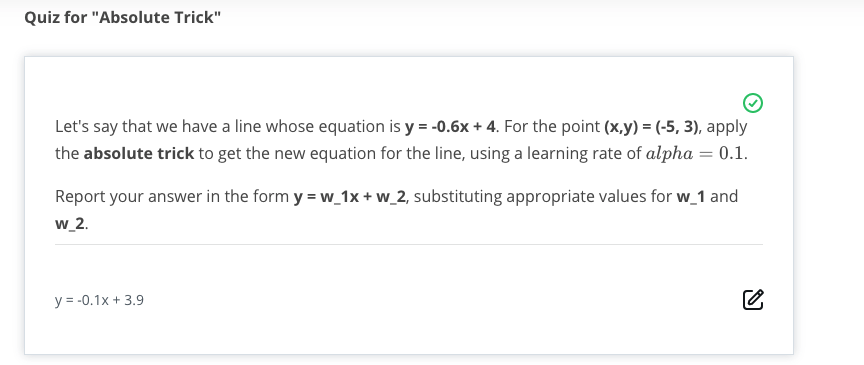 Quiz for "Absolute Trick"
Let's say that we have a line whose equation is y = -0.6x + 4. For the point (x,y) = (-5, 3), apply
the absolute trick to get the new equation for the line, using a learning rate of alpha = 0.1.
Report your answer in the form y = w_1x + w_2, substituting appropriate values for w_1 and
w_2.
y = -0.1x + 3.9